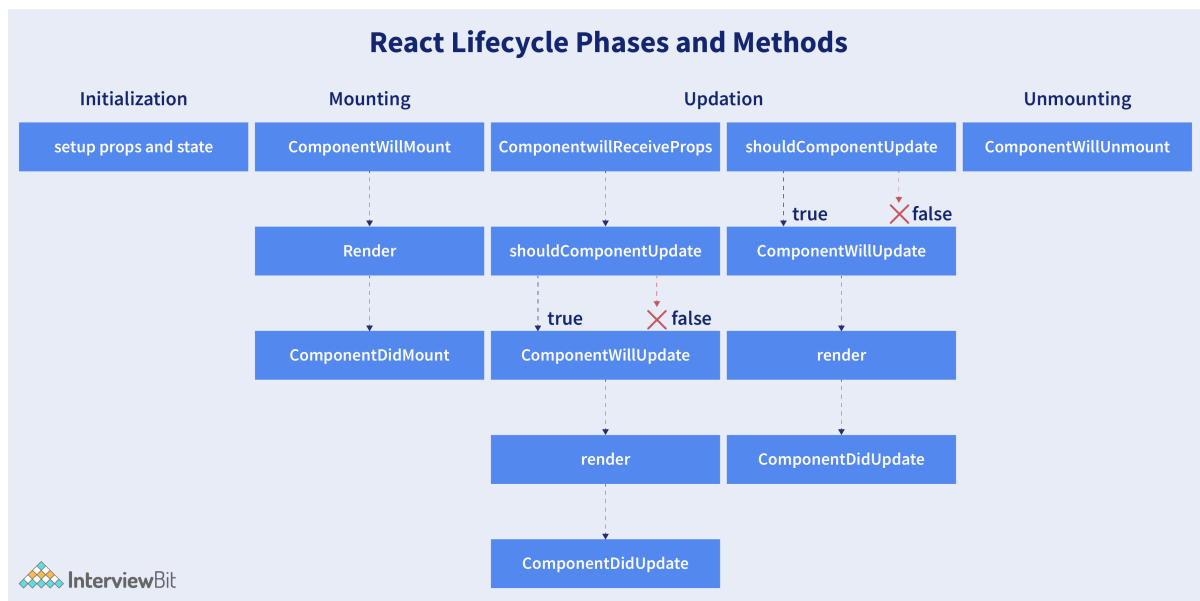 React Lifecycle Phases and Methods
Initialization
Mounting
Updation
Unmounting
setup props and state
ComponentWillMount
ComponentwillReceiveProps
shouldComponentUpdate
ComponentWillUnmount
true
false
Render
shouldComponentUpdate
ComponentWillUpdate
true
false
ComponentDidMount
ComponentWillUpdate
render
render
ComponentDidUpdate
ComponentDidUpdate
InterviewBit